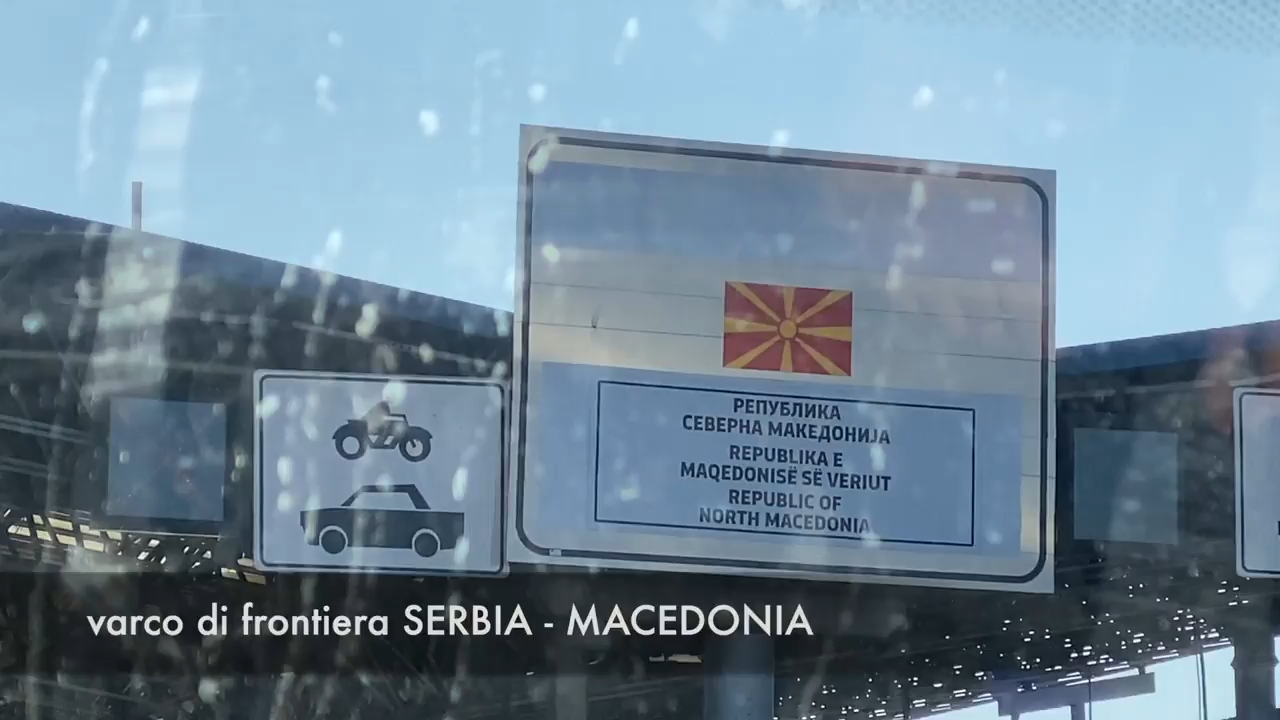 РЕПУБЛИКА
СЕВЕРНА МАКЕДОНИЈА
REPUBLIKA E
MAQEDONISË SË VERIUT
REPUBLIC OF
NORTH MACEDONIA
varco di frontiera SERBIA - MACEDONIA